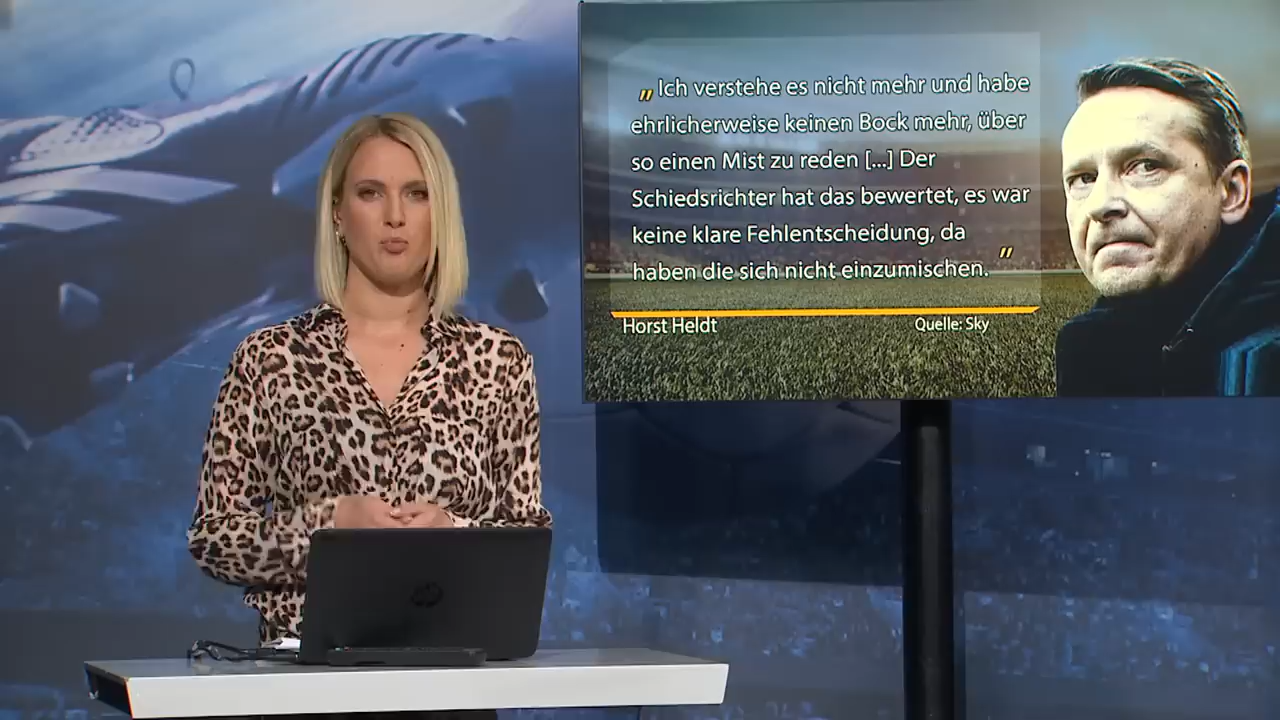 „Ich verstehe es nicht mehr und habe
ehrlicherweise keinen Bock mehr, über
so einen Mist zu reden [...] Der
Schiedsrichter hat das bewertet, es war
keine klare Fehlentscheidung, da
haben die sich nicht einzumischen.”
Horst Heldt Quelle: Sky
hp